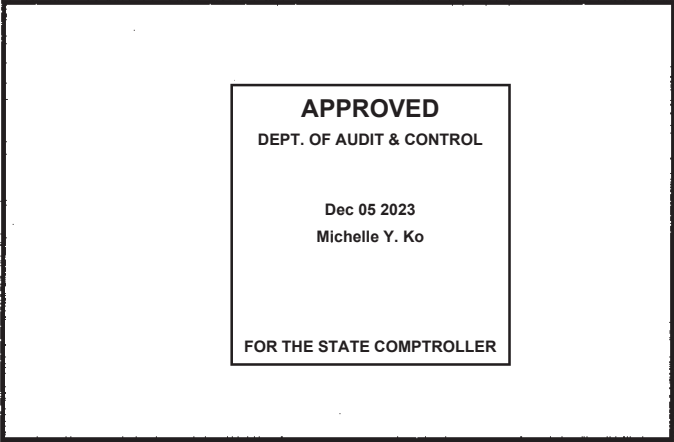 APPROVED
DEPT. OF AUDIT & CONTROL
Dec 05 2023
Michelle Y. Ko
FOR THE STATE COMPTROLLER